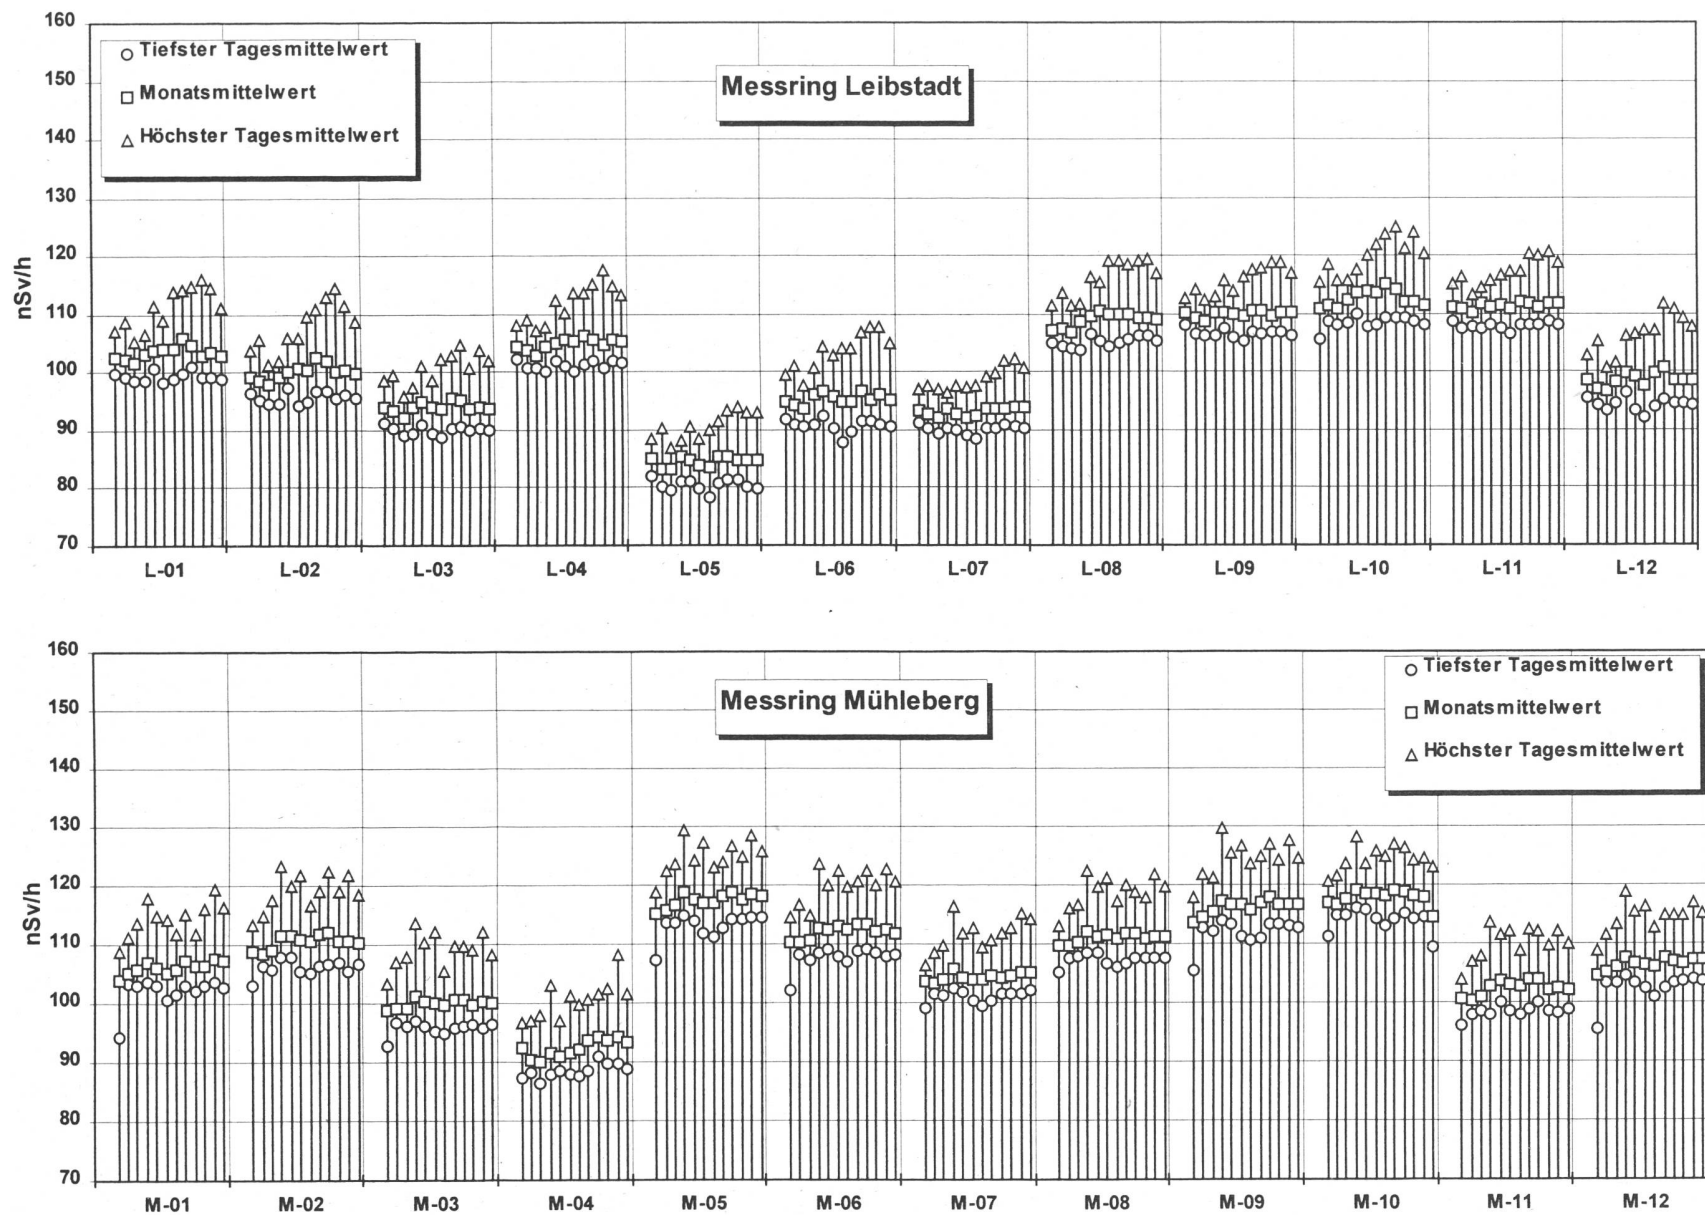 160
○ Tiefster Tagesmittelwert
□ Monatsmittelwert
△ Höchster Tagesmittelwert
Messring Leibstadt
150
140
130
120
110
100
90
80
70
nSv/h
L-01 L-02 L-03 L-04 L-05 L-06 L-07 L-08 L-09 L-10 L-11 L-12
160
○ Tiefster Tagesmittelwert
□ Monatsmittelwert
△ Höchster Tagesmittelwert
Messring Mühleberg
150
140
130
120
110
100
90
80
70
nSv/h
M-01 M-02 M-03 M-04 M-05 M-06 M-07 M-08 M-09 M-10 M-11 M-12